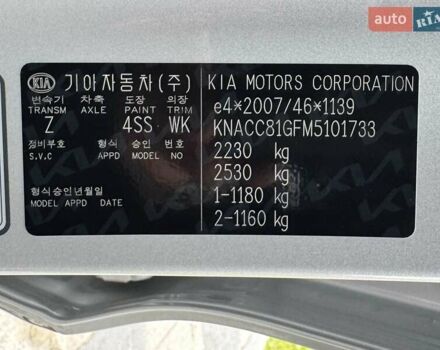 auto RIA
KIA 기아자동차(주) KIA MOTORS CORPORATION
변속기 차축 도장 의장
TRANSM AXLE PAINT TRIM
Z 4SS WK
정비부호 형식 승인 번호
S.V.C APPD MODEL NO
형식승인년월일
MODEL APPD DATE
e4*2007/46*1139
KNACC81GFM5101733
2230 kg
2530 kg
1-1180 kg
2-1160 kg